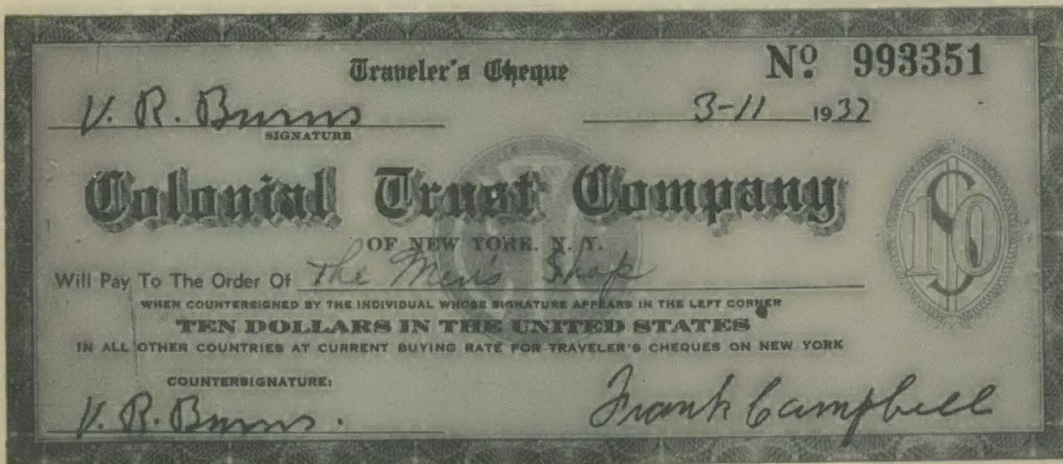 Traveler's Cheque Nº 993351
V. R. Burns 3-11 1937
SIGNATURE
Colonial Trust Company
OF NEW YORK. N. Y.
$10
Will Pay To The Order Of The Men's Shop
WHEN COUNTERSIGNED BY THE INDIVIDUAL WHOSE SIGNATURE APPEARS IN THE LEFT CORNER
TEN DOLLARS IN THE UNITED STATES
IN ALL OTHER COUNTRIES AT CURRENT BUYING RATE FOR TRAVELER'S CHEQUES ON NEW YORK
COUNTERSIGNATURE:
V. R. Burns. Frank Campbell